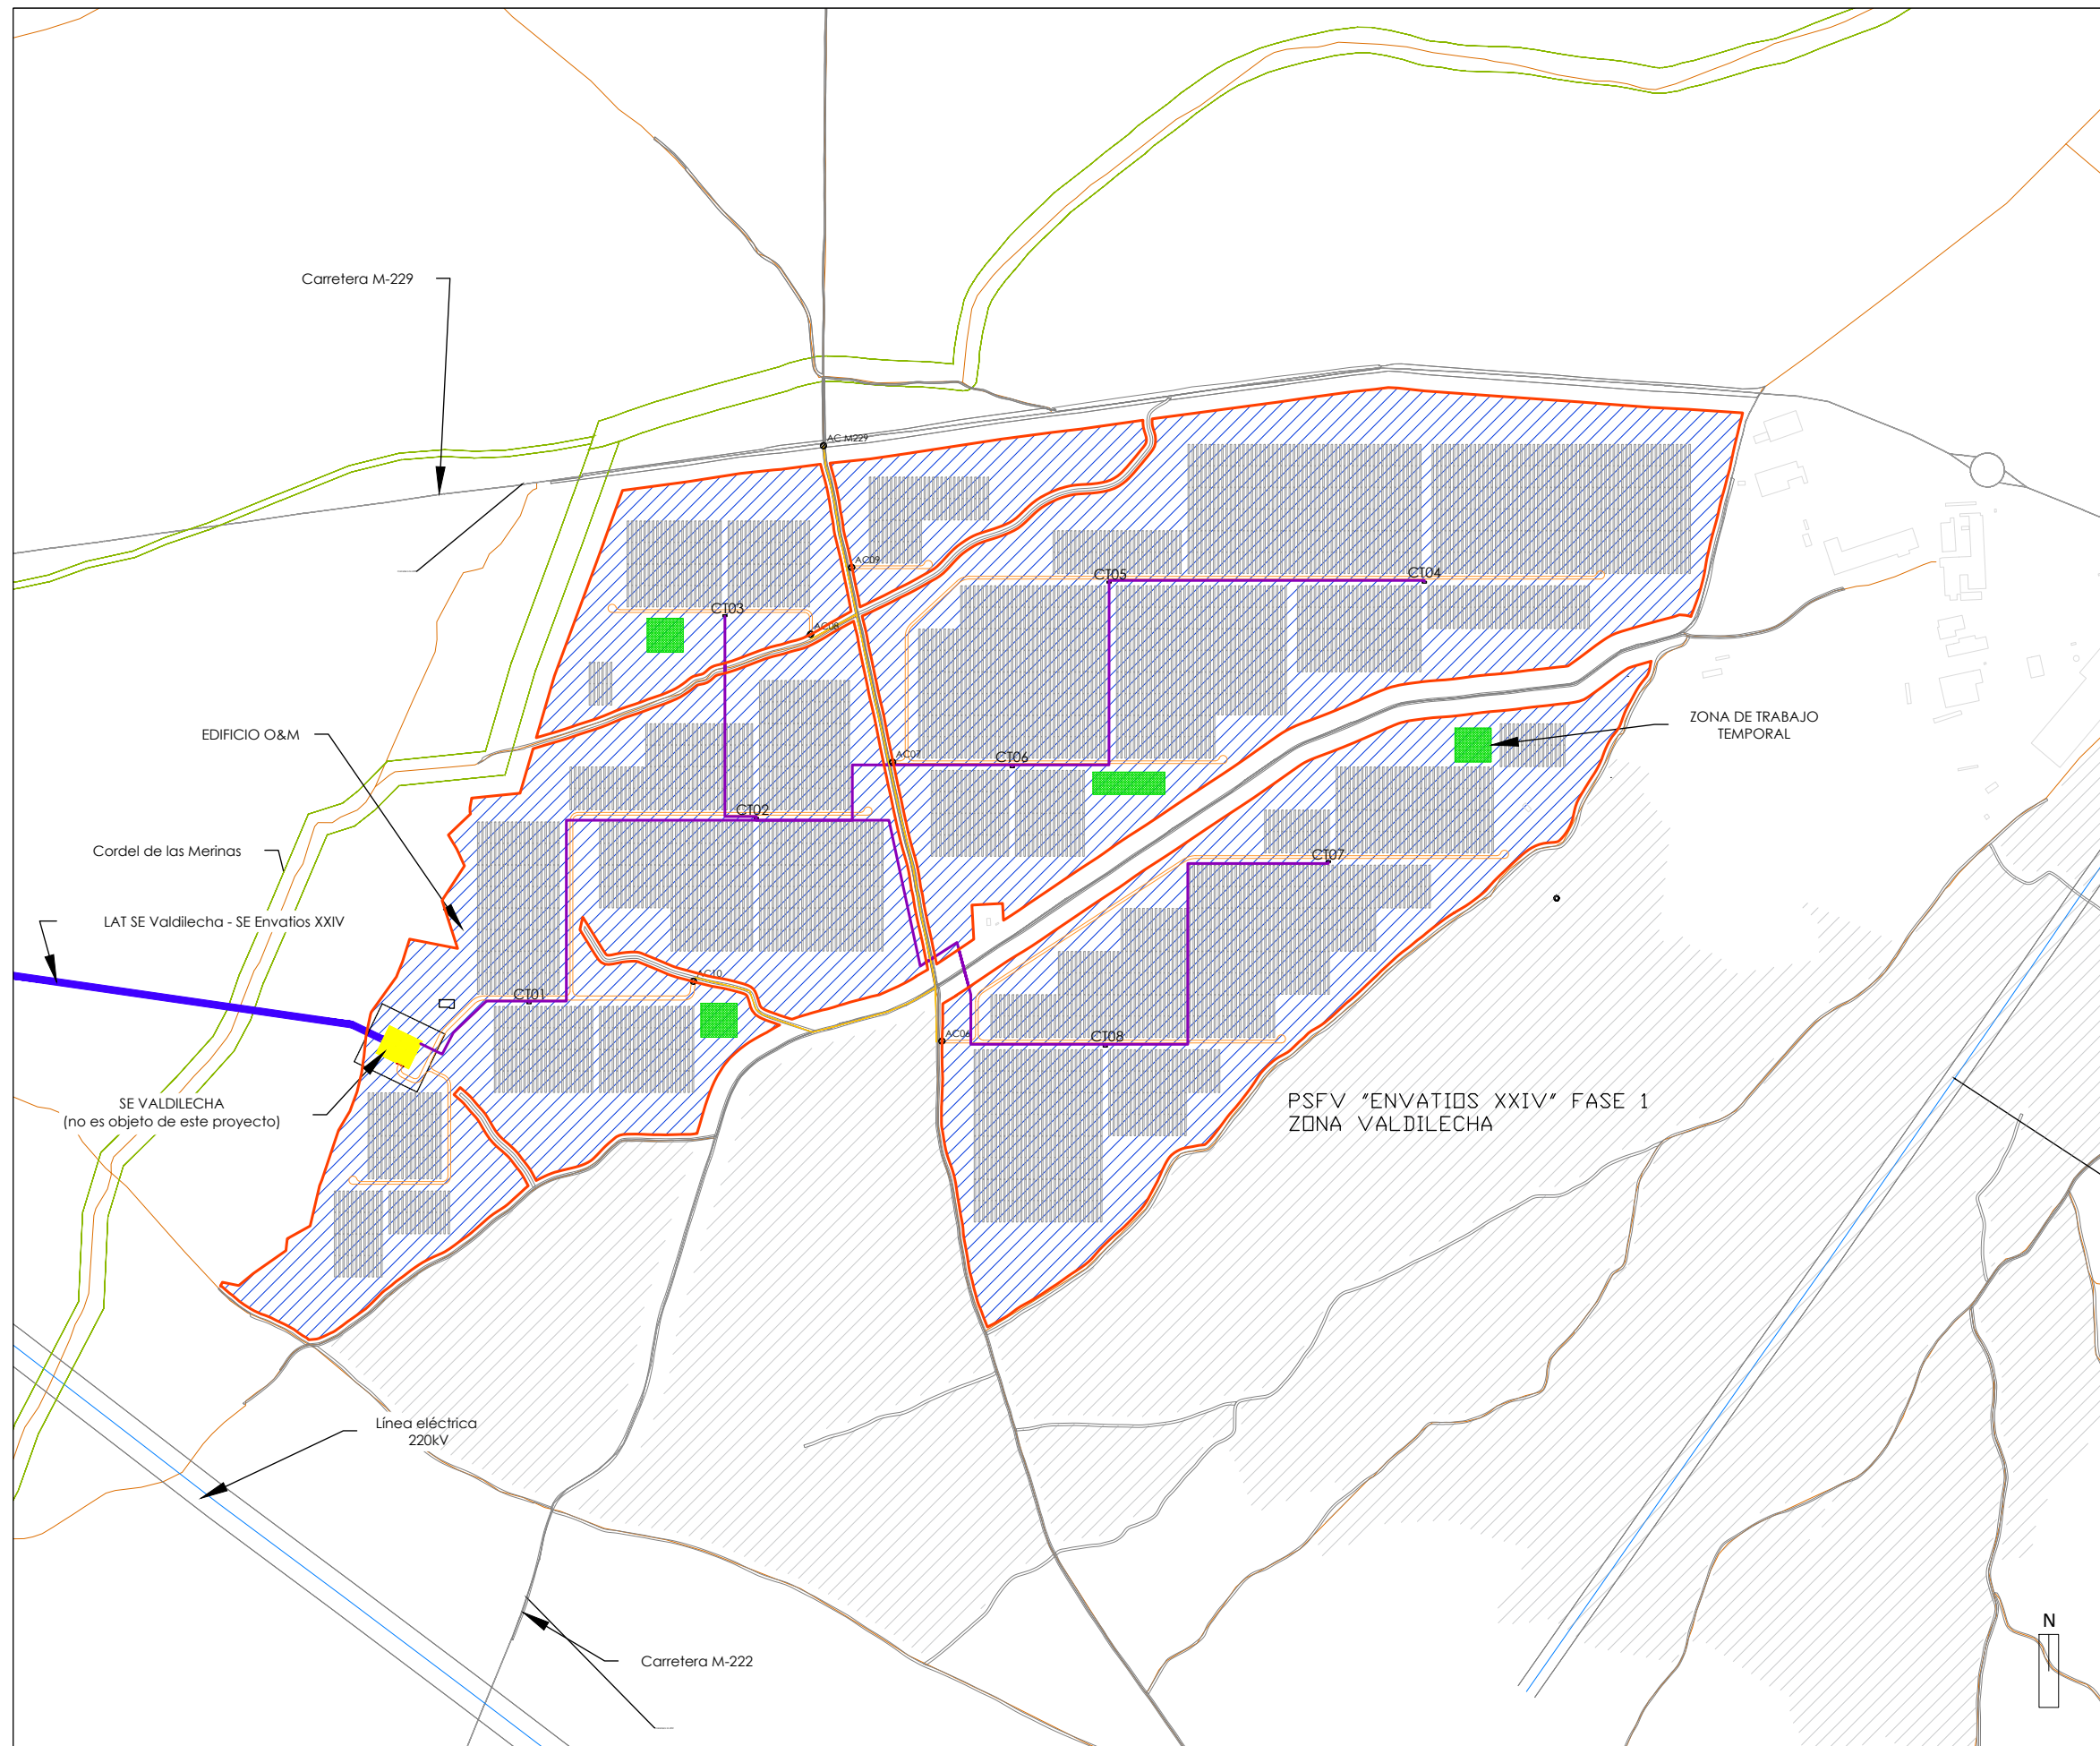 Carretera M-229
AC M229
AC09
CT05
CT04
CT03
AC08
ZONA DE TRABAJO
TEMPORAL
EDIFICIO O&M
AC07
CT06
CT02
Cordel de las Merinas
CT07
LAT SE Valdilecha - SE Envatios XXIV
AC10
CT01
AC06
CT08
SE VALDILECHA
(no es objeto de este proyecto)
PSFV "ENVATIOS XXIV" FASE 1
ZONA VALDILECHA
Línea eléctrica
220kV
N
Carretera M-222